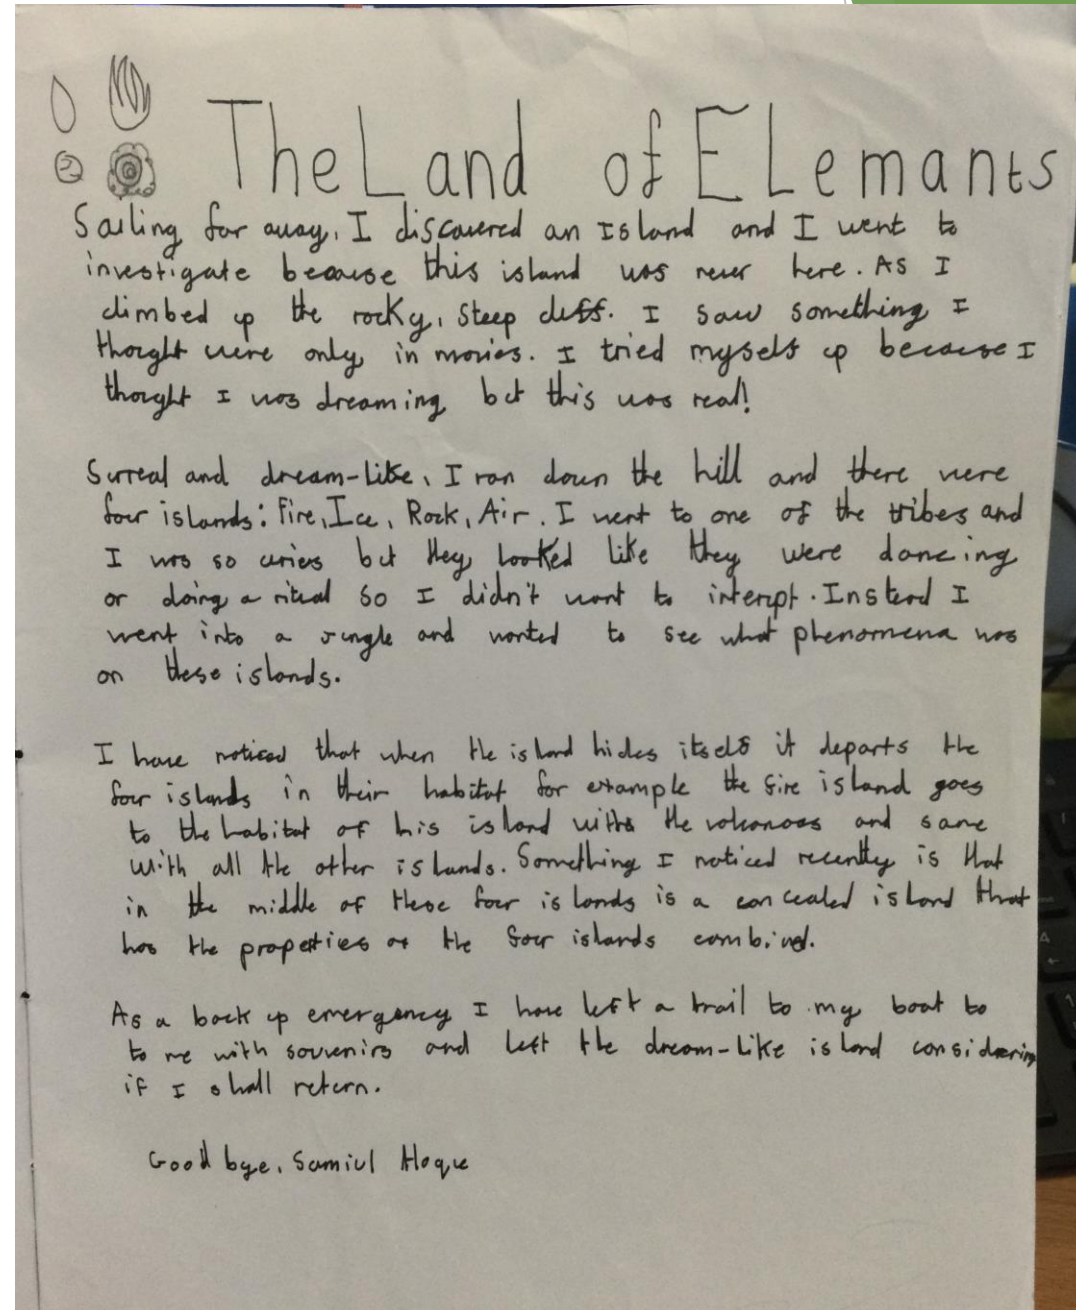 The Land of ELemants
Sailing far away, I discovered an Island and I went to
investigate because this island was never here. As I
climbed up the rocky, steep cliff. I saw something I
thought were only in movies. I tried myself up because I
thought I was dreaming but this was real!
Surreal and dream-like, I ran down the hill and there were
four islands: Fire, Ice, Rock, Air. I went to one of the tribes and
I was so curies but they looked like they were dancing
or doing a ritual so I didn't want to interupt. Instead I
went into a jungle and wanted to see what phenomena was
on these islands.
I have noticed that when the island hides itself it departs the
four islands in their habitat for example the fire island goes
to the habitat of his island with the volcanoes and same
with all the other islands. Something I noticed recently is that
in the middle of these four islands is a concealed island that
has the properties of the four islands combined.
As a back up emergency I have left a trail to my boat to
to me with souvenirs and left the dream-like island considering
if I shall return.
Good bye, Samiul Hoque